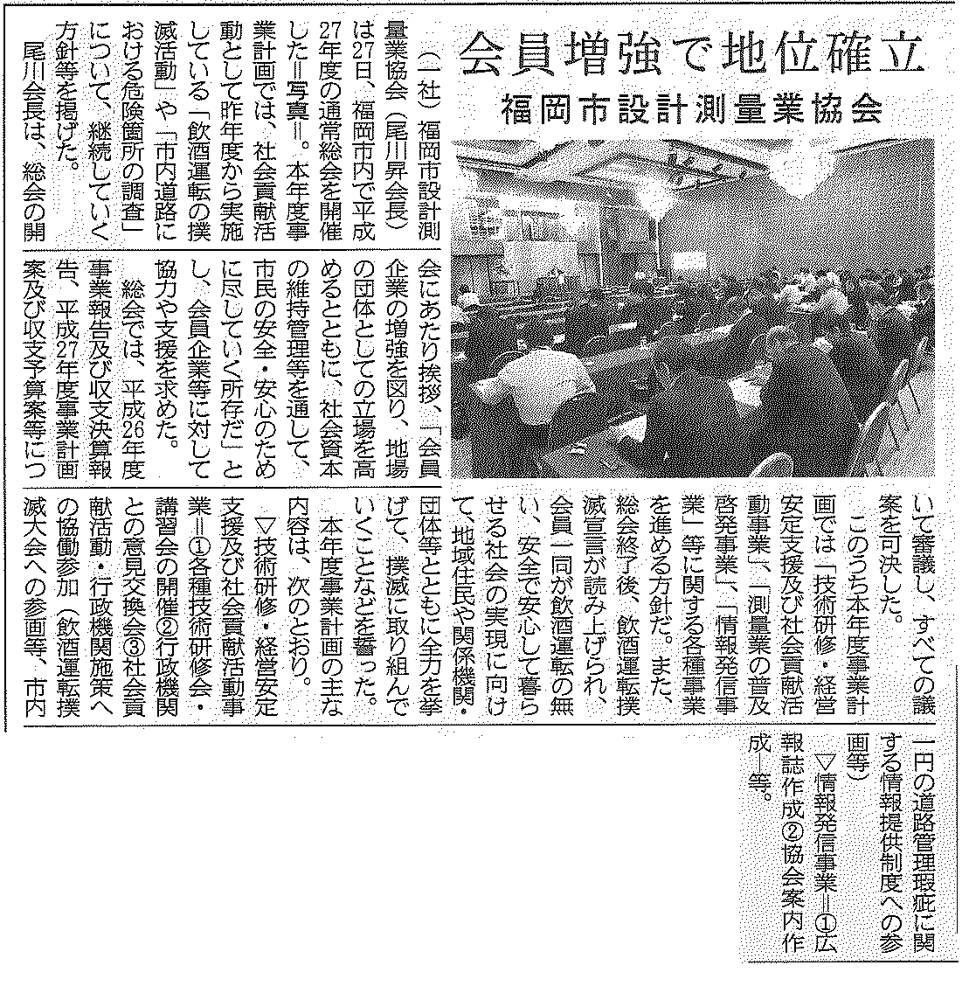 会員増強で地位確立
福岡市設計測量業協会
（一社）福岡市設計測
量業協会（尾川昇会長）
は27日、福岡市内で平成
27年度の通常総会を開催
した＝写真＝。本年度事
業計画では、社会貢献活
動として昨年度から実施
している「飲酒運転の撲
滅活動」や「市内道路に
おける危険箇所の調査」
について、継続していく
方針等を掲げた。
尾川会長は、総会の開
会にあたり挨拶、「会員
企業の増強を図り、地場
の団体としての立場を高
めるとともに、社会資本
の維持管理等を通して、
市民の安全・安心のため
に尽していく所存だ」と
し、会員企業等に対して
協力や支援を求めた。
総会では、平成26年度
事業報告及び収支決算報
告、平成27年度事業計画
案及び収支予算案等につ
いて審議し、すべての議
案を可決した。
このうち本年度事業計
画では「技術研修・経営
安定支援及び社会貢献活
動事業」、「測量業の普及
啓発事業」、「情報発信事
業」等に関する各種事業
を進める方針だ。また、
総会終了後、飲酒運転撲
滅宣言が読み上げられ、
会員一同が飲酒運転の無
い、安全で安心して暮ら
せる社会の実現に向け
て、地域住民や関係機関・
団体等とともに全力を挙
げて、撲滅に取り組んで
いくことなどを誓った。
本年度事業計画の主な
内容は、次のとおり。
▽技術研修・経営安定
支援及び社会貢献活動事
業＝①各種技術研修会・
講習会の開催②行政機関
との意見交換会③社会貢
献活動・行政機関施策へ
の協働参加（飲酒運転撲
滅大会への参画等、市内
一円の道路管理瑕疵に関
する情報提供制度への参
画等）
▽情報発信事業＝①広
報誌作成②協会案内作
成―等。